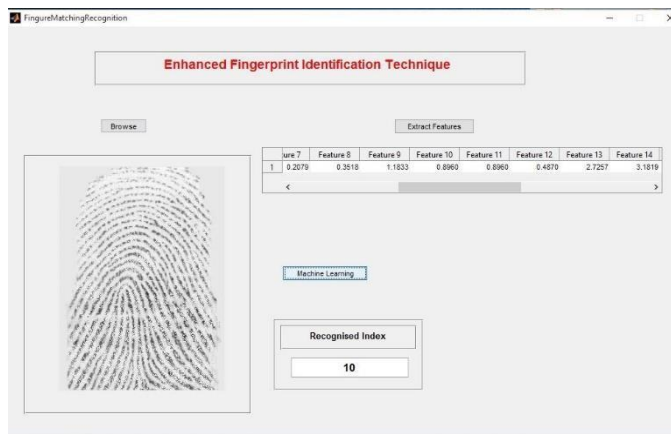 FingureMatchingRecognition
Enhanced Fingerprint Identification Technique
Browse
Extract Features
ure 7 Feature 8 Feature 9 Feature 10 Feature 11 Feature 12 Feature 13 Feature 14
1 0.2079 0.3518 1.1833 0.8960 0.8960 0.4870 2.7257 3.1819
Machine Learning
Recognised Index
10